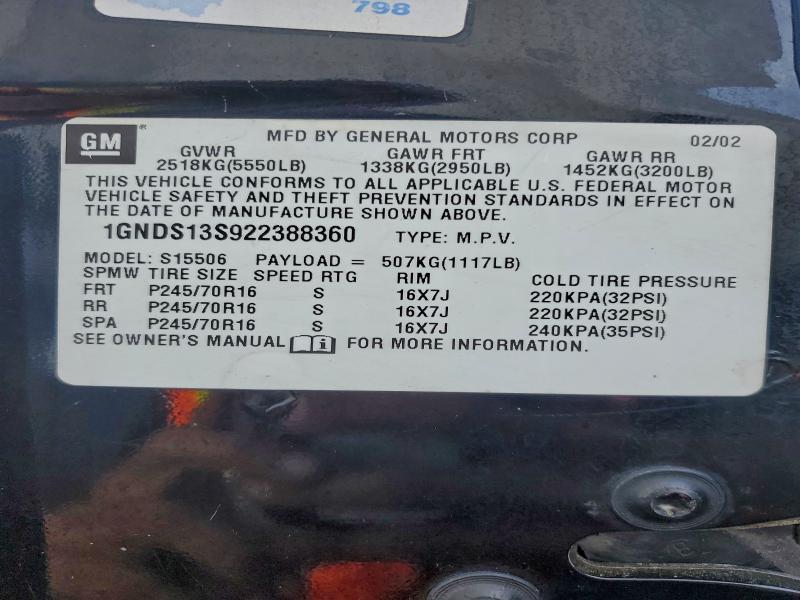 798
GM® MFD BY GENERAL MOTORS CORP 02/02
GVWR GAWR FRT GAWR RR
2518KG(5550LB) 1338KG(2950LB) 1452KG(3200LB)
THIS VEHICLE CONFORMS TO ALL APPLICABLE U.S. FEDERAL MOTOR
VEHICLE SAFETY AND THEFT PREVENTION STANDARDS IN EFFECT ON
THE DATE OF MANUFACTURE SHOWN ABOVE.
1GNDS13S922388360 TYPE: M.P.V.
MODEL: S15506 PAYLOAD = 507KG(1117LB)
SPMW TIRE SIZE SPEED RTG RIM COLD TIRE PRESSURE
FRT P245/70R16 S 16X7J 220KPA(32PSI)
RR P245/70R16 S 16X7J 220KPA(32PSI)
SPA P245/70R16 S 16X7J 240KPA(35PSI)
SEE OWNER'S MANUAL i FOR MORE INFORMATION.